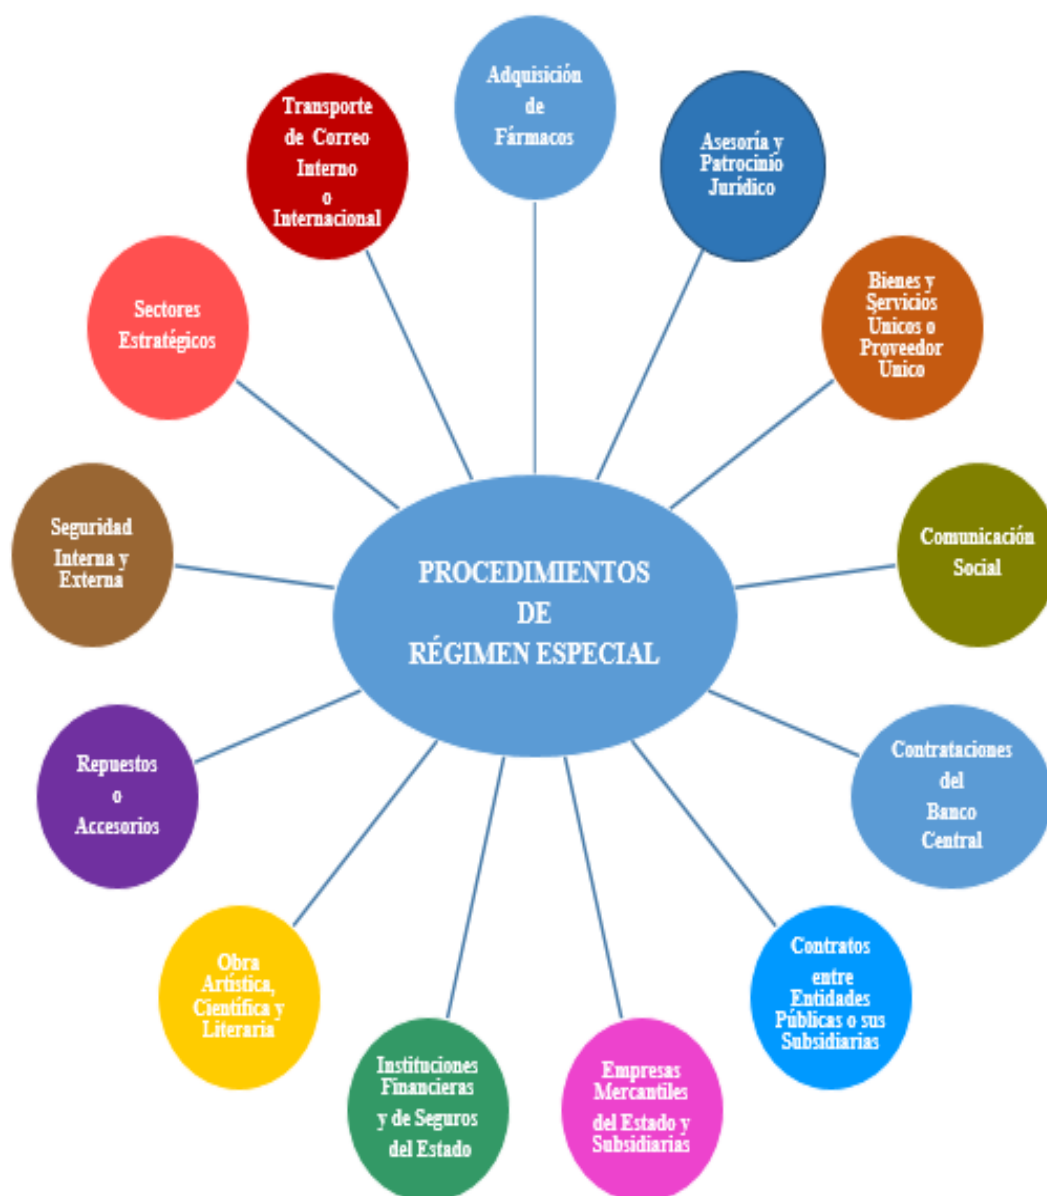 Adquisición
de
Fármacos
Asesoría y
Patrocinio
Jurídico
Bienes y
Servicios
Únicos o
Proveedor
Único
Comunicación
Social
Contrataciones
del
Banco
Central
Contratos
entre
Entidades
Públicas o sus
Subsidiarias
Empresas
Mercantiles
del Estado y
Subsidiarias
Instituciones
Financieras
y de Seguros
del Estado
Obra
Artística,
Científica y
Literaria
Repuestos
o
Accesorios
Seguridad
Interna y
Externa
Sectores
Estratégicos
Transporte
de Correo
Interno
o
Internacional
PROCEDIMIENTOS
DE
RÉGIMEN ESPECIAL